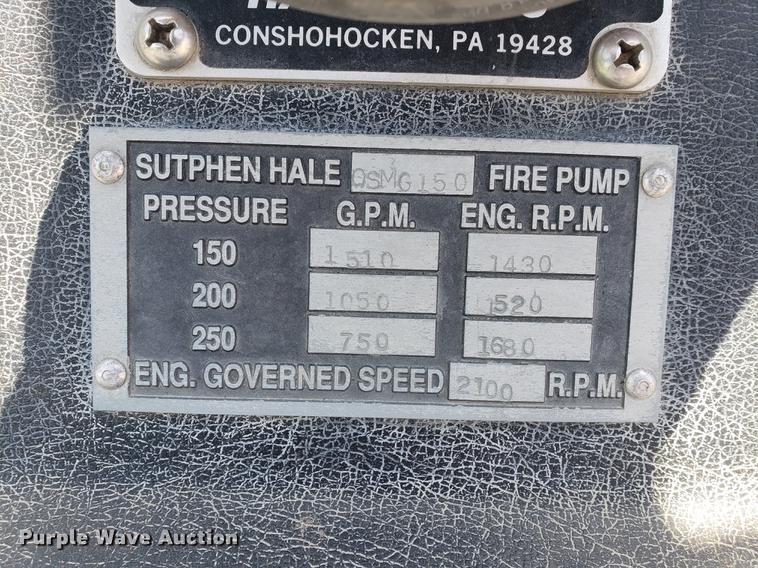 CONSHOHOCKEN, PA 19428
SUTPHEN HALE QSMG150 FIRE PUMP
PRESSURE G.P.M. ENG. R.P.M.
150 1510 1430
200 1050 1520
250 750 1680
ENG. GOVERNED SPEED 2100 R.P.M.
Purple Wave Auction